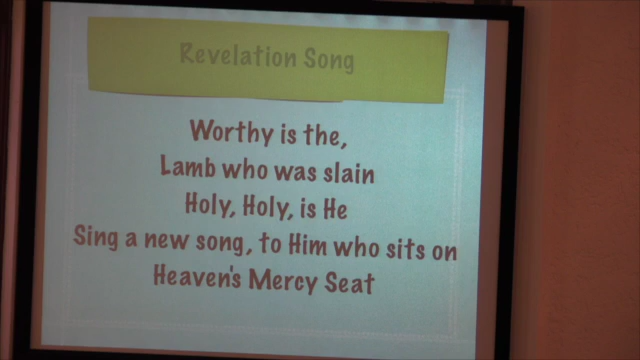 Revelation Song
Worthy is the,
Lamb who was slain
Holy, Holy, is He
Sing a new song, to Him who sits on
Heaven's Mercy Seat